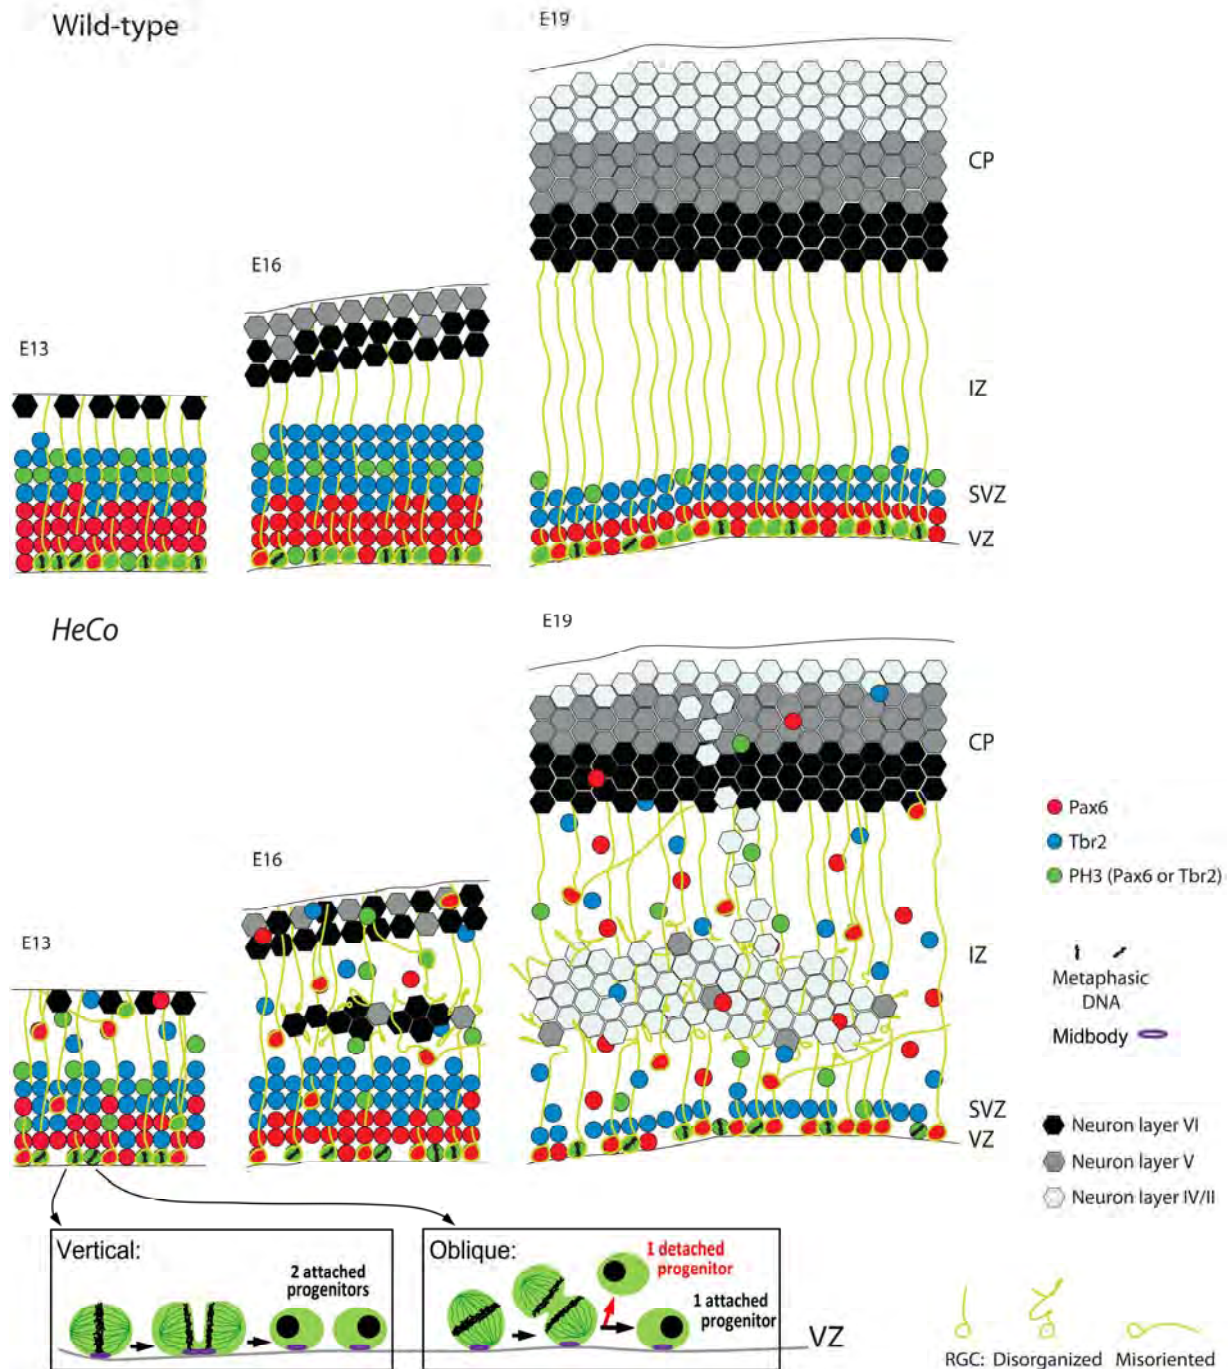 Wild-type
E19
CP
E16
E13
IZ
SVZ
VZ
HeCo
E19
CP
Pax6
Tbr2
E16
PH3 (Pax6 or Tbr2)
E13
IZ
Metaphasic
DNA
Midbody
SVZ
VZ
Neuron layer VI
Neuron layer V
Neuron layer IV/II
Vertical:
2 attached
progenitors
Oblique:
1 detached
progenitor
1 attached
progenitor
VZ
RGC: Disorganized Misoriented